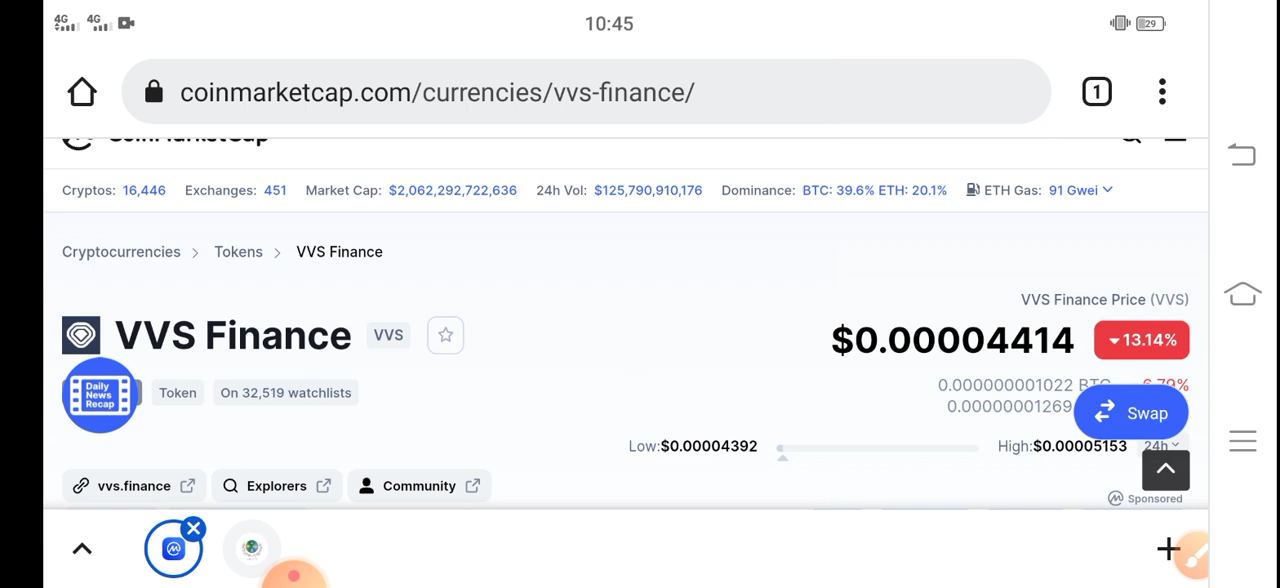 4G 4G 10:45 29
coinmarketcap.com/currencies/vvs-finance/ 1
CoinMarketCap
Cryptos: 16,446 Exchanges: 451 Market Cap: $2,062,292,722,636 24h Vol: $125,790,910,176 Dominance: BTC: 39.6% ETH: 20.1% ETH Gas: 91 Gwei
Cryptocurrencies > Tokens > VVS Finance
VVS Finance Price (VVS)
VVS Finance VVS $0.00004414 13.14%
Daily News Recap
Token On 32,519 watchlists 0.000000001022 BTC 6.79%
0.00000001269
Swap
Low:$0.00004392 High:$0.00005153 24h
vvs.finance Explorers Community
Sponsored